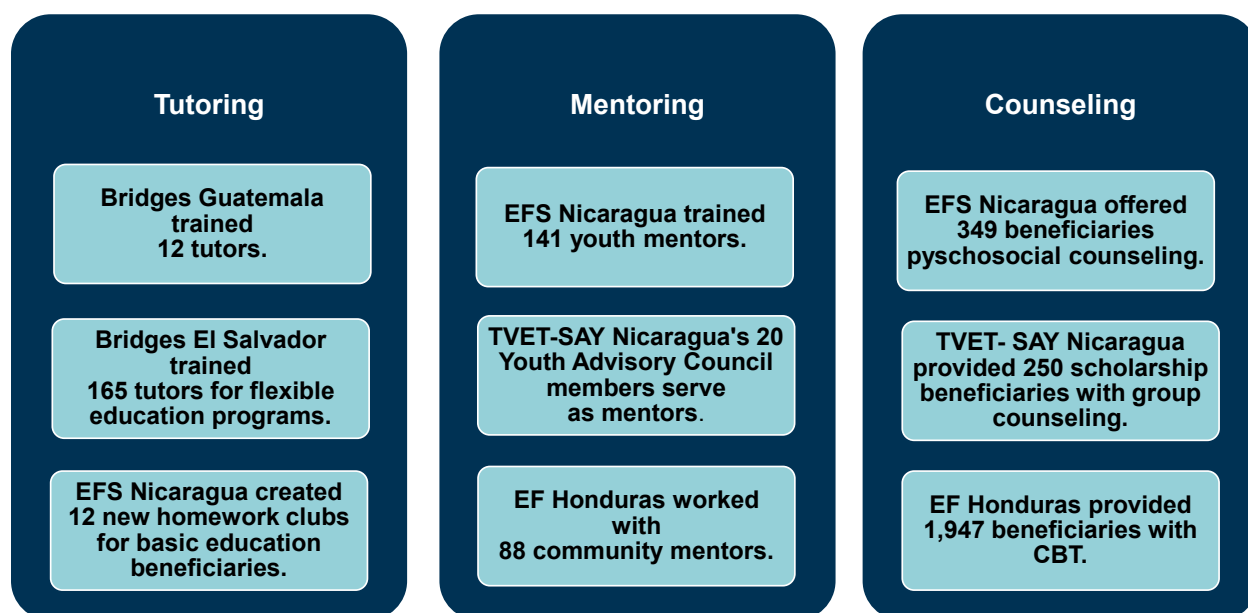 Tutoring
Bridges Guatemala
trained
12 tutors.
Bridges El Salvador
trained
165 tutors for flexible
education programs.
EFS Nicaragua created
12 new homework clubs
for basic education
beneficiaries.
Mentoring
EFS Nicaragua trained
141 youth mentors.
TVET-SAY Nicaragua's 20
Youth Advisory Council
members serve
as mentors.
EF Honduras worked
with
88 community mentors.
Counseling
EFS Nicaragua offered
349 beneficiaries
pyschosocial counseling.
TVET- SAY Nicaragua
provided 250 scholarship
beneficiaries with group
counseling.
EF Honduras provided
1,947 beneficiaries with
CBT.